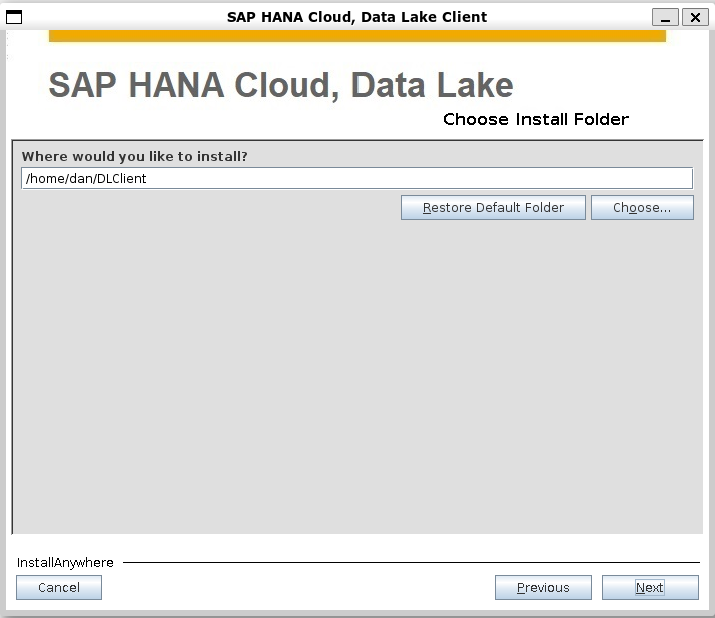 SAP HANA Cloud, Data Lake Client
SAP HANA Cloud, Data Lake
Choose Install Folder
Where would you like to install?
/home/dan/DLClient
Restore Default Folder
Choose...
InstallAnywhere
Cancel
Previous
Next